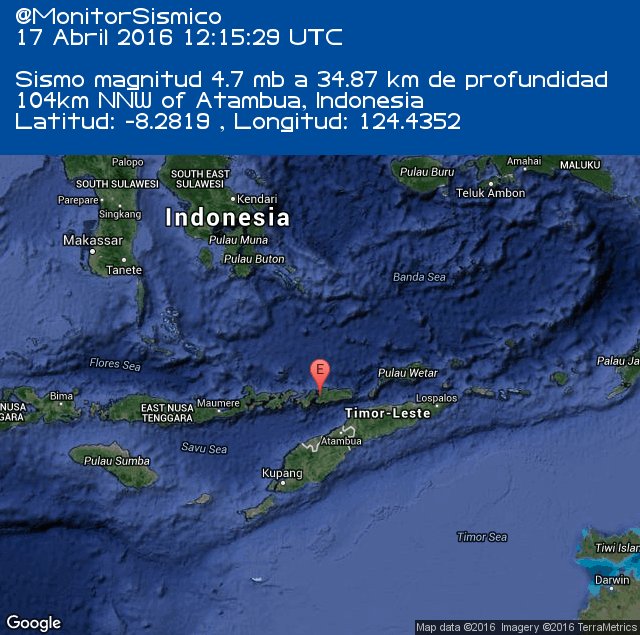 @MonitorSismico
17 Abril 2016 12:15:29 UTC
Sismo magnitud 4.7 mb a 34.87 km de profundidad
104km NNW of Atambua, Indonesia
Latitud: -8.2819 , Longitud: 124.4352
Palopo
SOUTH SULAWESI
SOUTH EAST
SULAWESI
Pulau Buru
Amahai
MALUKU
Teluk Ambon
Parepare
Singkang
Kendari
Indonesia
Makassar
Pulau Muna
Pulau Buton
Tanete
Banda Sea
Flores Sea
E
Pulau Wetar
Palau Ja
Bima
NUSA
GARA
EAST NUSA
TENGGARA
Maumere
Lospalos
Timor-Leste
Atambua
Savu Sea
Pulau Sumba
Kupang
Timor Sea
Tiwi Islan
Darwin
Google
Map data ©2016 Imagery ©2016 TerraMetrics